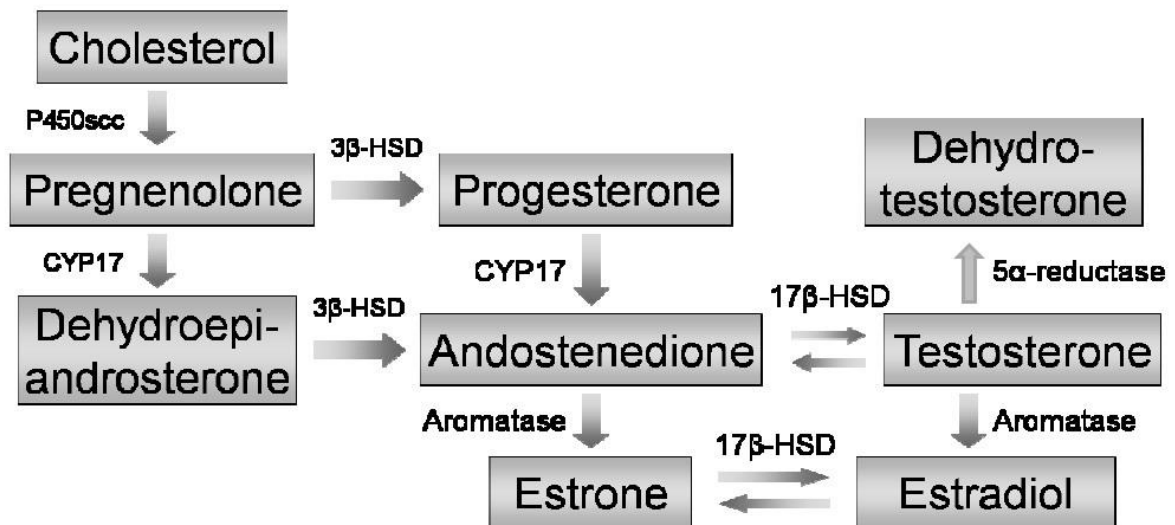 Cholesterol
P450scc
3β-HSD
Pregnenolone
Progesterone
Dehydro-
testosterone
CYP17
CYP17
5α-reductase
3β-HSD
17β-HSD
Dehydroepi-
androsterone
Andostenedione
Testosterone
Aromatase
Aromatase
17β-HSD
Estrone
Estradiol